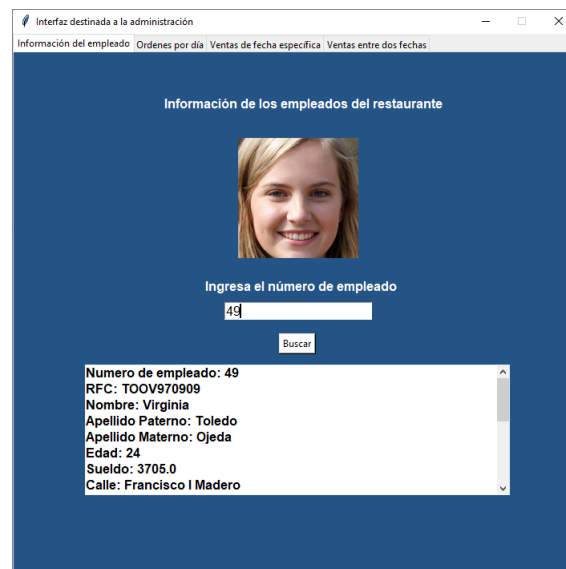 Interfaz destinada a la administración
Información del empleado Ordenes por día Ventas de fecha específica Ventas entre dos fechas
Información de los empleados del restaurante
Ingresa el número de empleado
49
Buscar
Numero de empleado: 49
RFC: TOOV970909
Nombre: Virginia
Apellido Paterno: Toledo
Apellido Materno: Ojeda
Edad: 24
Sueldo: 3705.0
Calle: Francisco I Madero